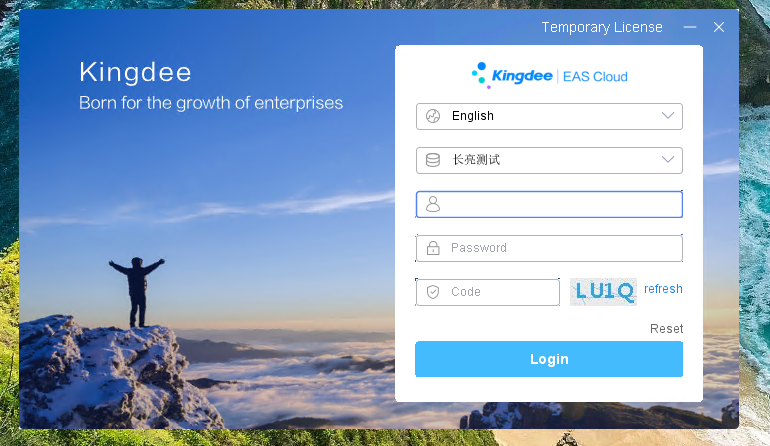 Temporary License
Kingdee
Born for the growth of enterprises
Kingdee | EAS Cloud
English
长亮测试
Password
Code
LU1Q
refresh
Reset
Login